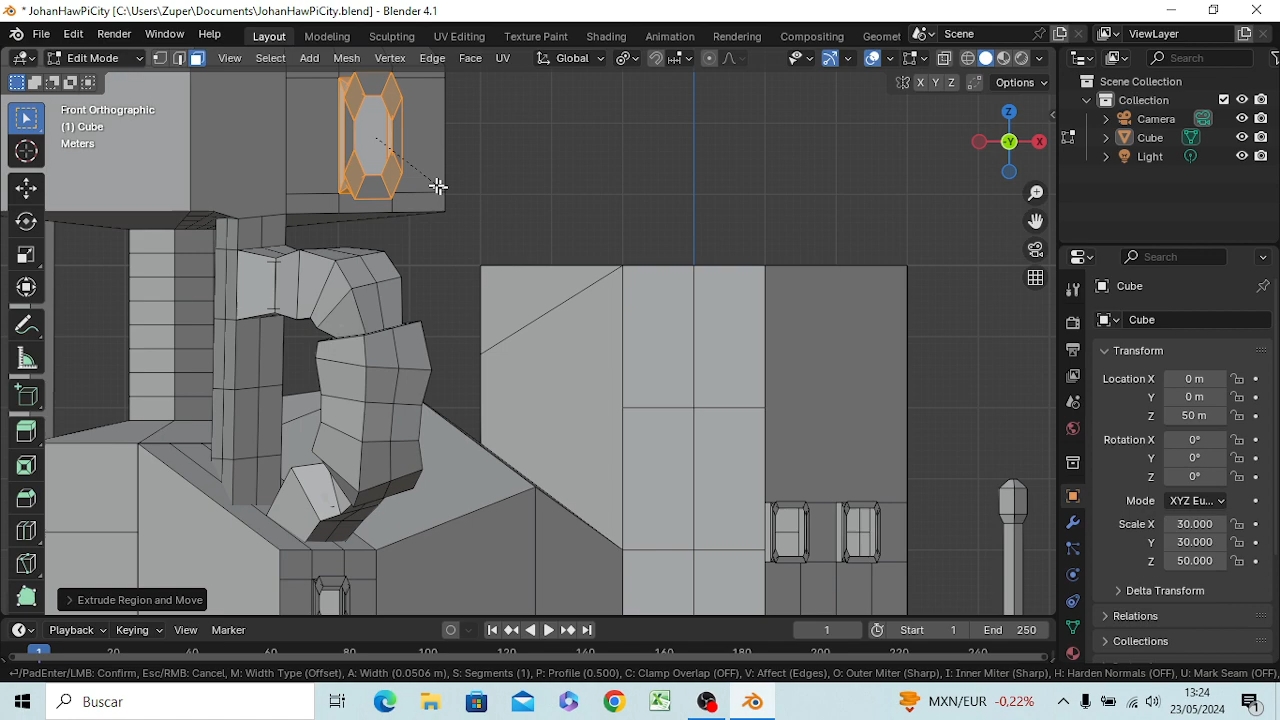 * JohanHawPiCity [C:\Users\Zuper\Documents\JohanHawPiCity.blend] - Blender 4.1
File Edit Render Window Help Layout Modeling Sculpting UV Editing Texture Paint Shading Animation Rendering Compositing Geomet Scene ViewLayer
Edit Mode View Select Add Mesh Vertex Edge Face UV Global
X Y Z Options
Front Orthographic
(1) Cube
Meters
Z
X
-Y
Extrude Region and Move
Search
Scene Collection
Collection
Camera
Cube
Light
Search
Cube
Cube
Transform
Location X 0 m
Y 0 m
Z 50 m
Rotation X 0°
Y 0°
Z 0°
Mode XYZ Eu...
Scale X 30.000
Y 30.000
Z 50.000
Delta Transform
Relations
Collections
Playback Keying View Marker 1 Start 1 End 250
1 20 40 60 80 100 120 140 160 180 200 220 240
/PadEnter/LMB: Confirm, Esc/RMB: Cancel, M: Width Type (Offset), A: Width (0.0506 m), S: Segments (1), P: Profile (0.500), C: Clamp Overlap (OFF), V: Affect (Edges), O: Outer Miter (Sharp), I: Inner Miter (Sharp), H: Harden Normals (OFF), U: Mark Seam (OFF),
Buscar MXN/EUR -0,22% 13:24
23/05/2024